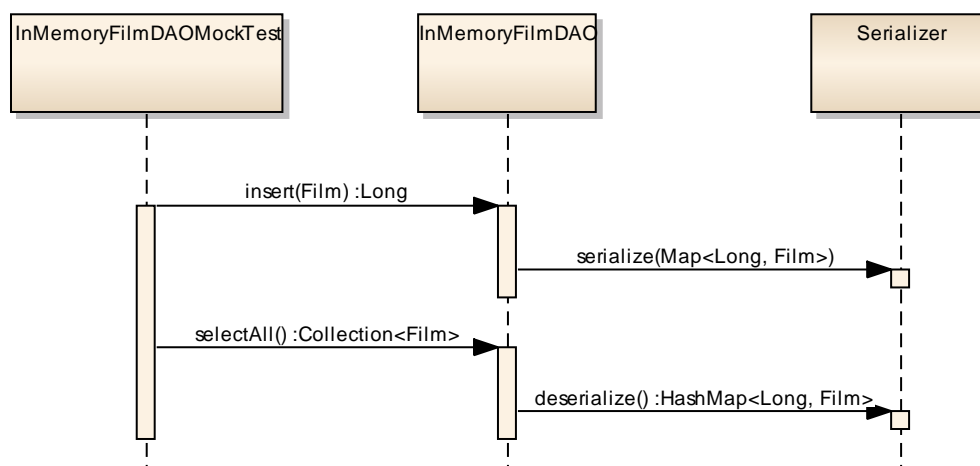 InMemoryFilmDAOMockTest
InMemoryFilmDAO
Serializer
insert(Film) :Long
serialize(Map<Long, Film>)
selectAll() :Collection<Film>
deserialize() :HashMap<Long, Film>